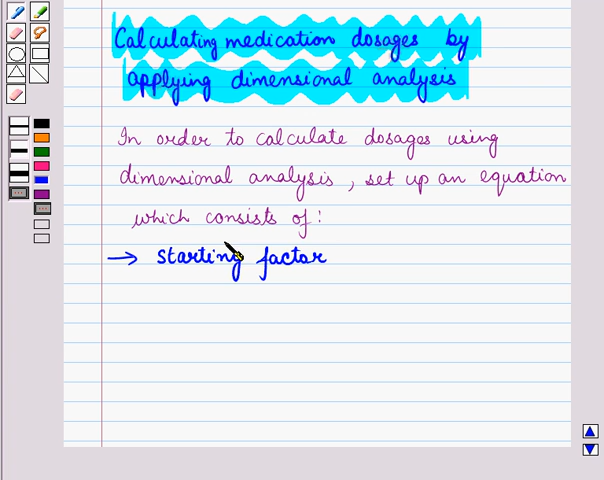 Calculating medication dosages by
applying dimensional analysis
In order to calculate dosages using
dimensional analysis, set up an equation
which consists of:
→ starting factor